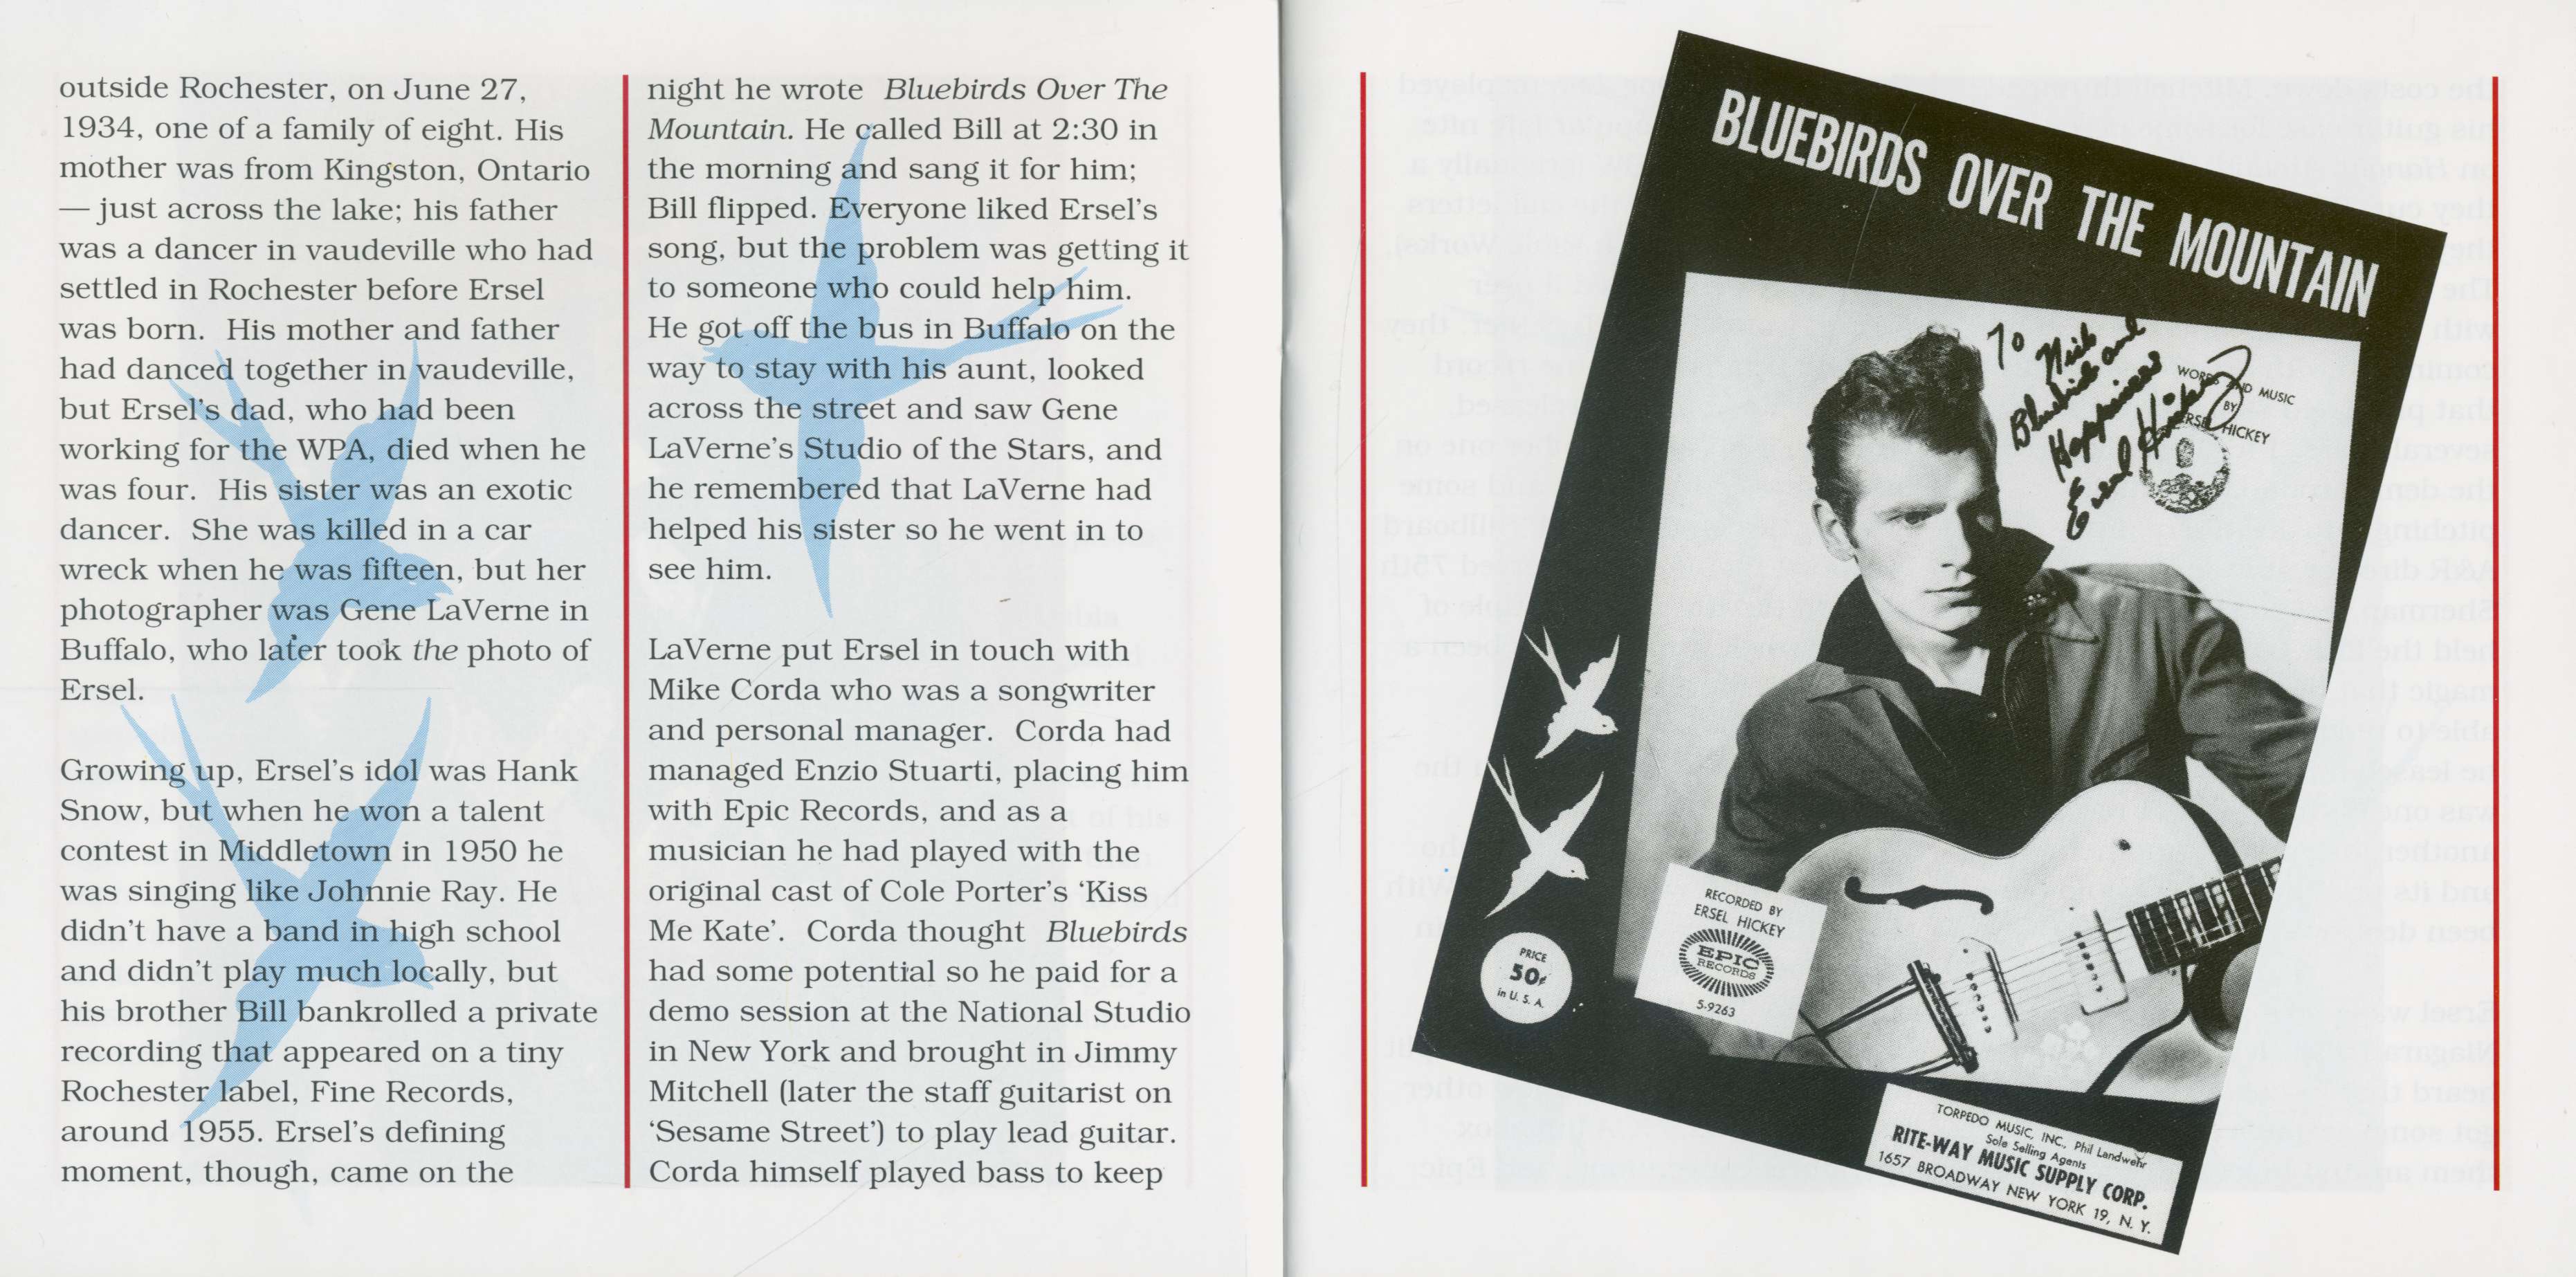 outside Rochester, on June 27,
1934, one of a family of eight. His
mother was from Kingston, Ontario
— just across the lake; his father
was a dancer in vaudeville who had
settled in Rochester before Ersel
was born.  His mother and father
had danced together in vaudeville,
but Ersel's dad, who had been
working for the WPA, died when he
was four.  His sister was an exotic
dancer.  She was killed in a car
wreck when he was fifteen, but her
photographer was Gene LaVerne in
Buffalo, who later took the photo of
Ersel.
Growing up, Ersel's idol was Hank
Snow, but when he won a talent
contest in Middletown in 1950 he
was singing like Johnnie Ray. He
didn't have a band in high school
and didn't play much locally, but
his brother Bill bankrolled a private
recording that appeared on a tiny
Rochester label, Fine Records,
around 1955. Ersel's defining
moment, though, came on the
night he wrote  Bluebirds Over The
Mountain. He called Bill at 2:30 in
the morning and sang it for him;
Bill flipped. Everyone liked Ersel's
song, but the problem was getting it
to someone who could help him.
He got off the bus in Buffalo on the
way to stay with his aunt, looked
across the street and saw Gene
LaVerne's Studio of the Stars, and
he remembered that LaVerne had
helped his sister so he went in to
see him.
LaVerne put Ersel in touch with
Mike Corda who was a songwriter
and personal manager.  Corda had
managed Enzio Stuarti, placing him
with Epic Records, and as a
musician he had played with the
original cast of Cole Porter's 'Kiss
Me Kate'.  Corda thought  Bluebirds
had some potential so he paid for a
demo session at the National Studio
in New York and brought in Jimmy
Mitchell (later the staff guitarist on
'Sesame Street') to play lead guitar.
Corda himself played bass to keep
BLUEBIRDS OVER THE MOUNTAIN
To Nick
Bluebirds and
Happiness
Ersel Hickey
WORDS AND MUSIC
BY
ERSEL HICKEY
RECORDED BY
ERSEL HICKEY
EPIC
RECORDS
5-9263
PRICE
50¢
in U. S. A.
TORPEDO MUSIC, INC., Phil Landwehr
Sole Selling Agents
RITE-WAY MUSIC SUPPLY CORP.
1657 BROADWAY NEW YORK 19, N. Y.